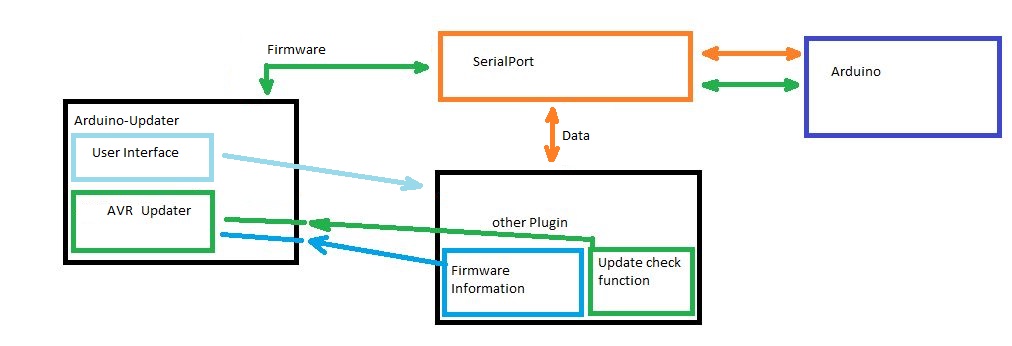 Firmware
SerialPort
Arduino
Arduino-Updater
User Interface
Data
AVR Updater
other Plugin
Firmware
Information
Update check
function